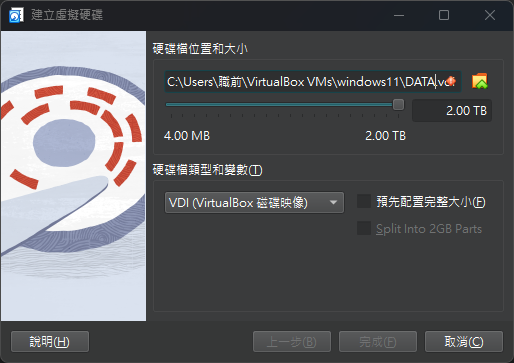 建立虛擬硬碟
硬碟檔位置和大小
C:\Users\職前\VirtualBox VMs\windows11\DATA.vd
2.00 TB
4.00 MB
2.00 TB
硬碟檔類型和變數(T)
VDI (VirtualBox 磁碟映像)
預先配置完整大小(F)
Split Into 2GB Parts
說明(H)
上一步(B)
完成(F)
取消(C)